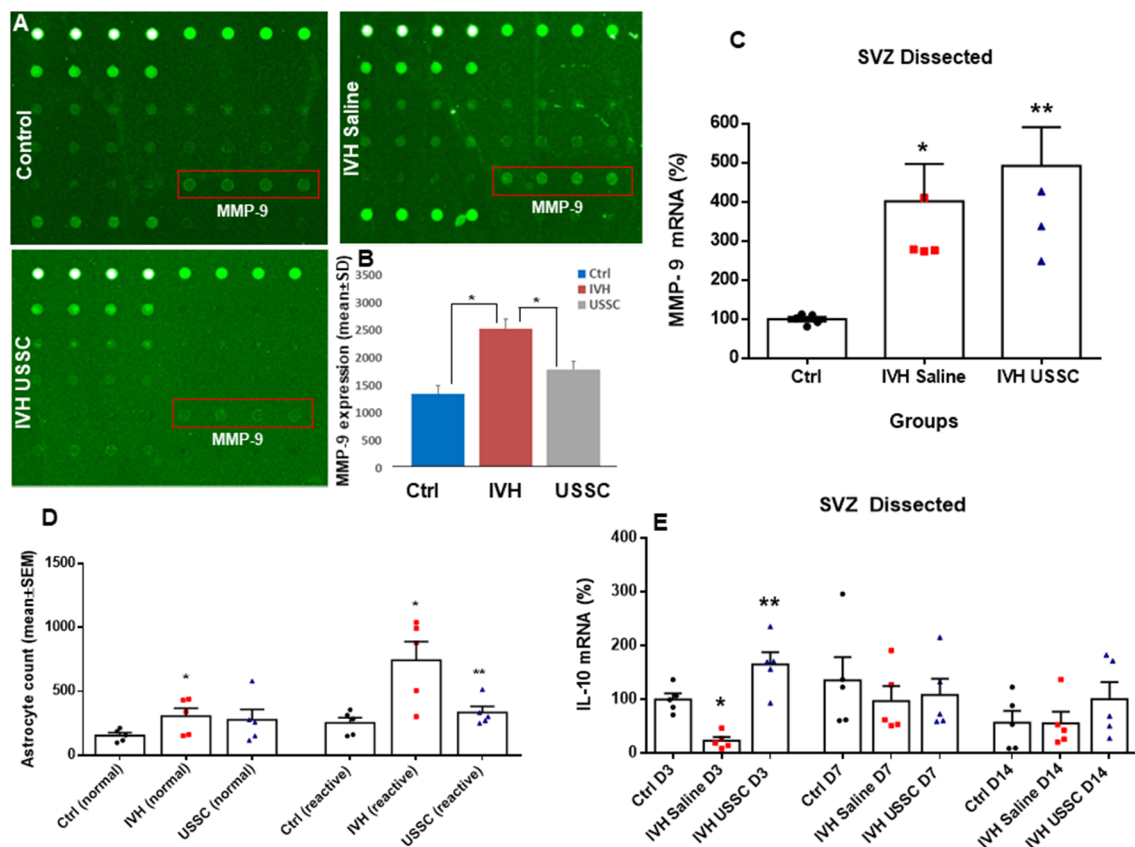 A
Control
MMP-9
IVH Saline
MMP-9
IVH USSC
MMP-9
B
MMP-9 expression (mean±SD)
3500
3000
2500
2000
1500
1000
500
0
* *
Ctrl
IVH
USSC
Ctrl IVH USSC
C
SVZ Dissected
MMP- 9 mRNA (%)
600
500
400
300
200
100
0
* **
Ctrl IVH Saline IVH USSC
Groups
D
Astrocyte count (mean±SEM)
1500
1000
500
0
* * **
Ctrl (normal)
IVH (normal)
USSC (normal)
Ctrl (reactive)
IVH (reactive)
USSC (reactive)
SVZ Dissected
E
IL-10 mRNA (%)
400
300
200
100
0
* **
Ctrl D3
IVH Saline D3
IVH USSC D3
Ctrl D7
IVH Saline D7
IVH USSC D7
Ctrl D14
IVH Saline D14
IVH USSC D14